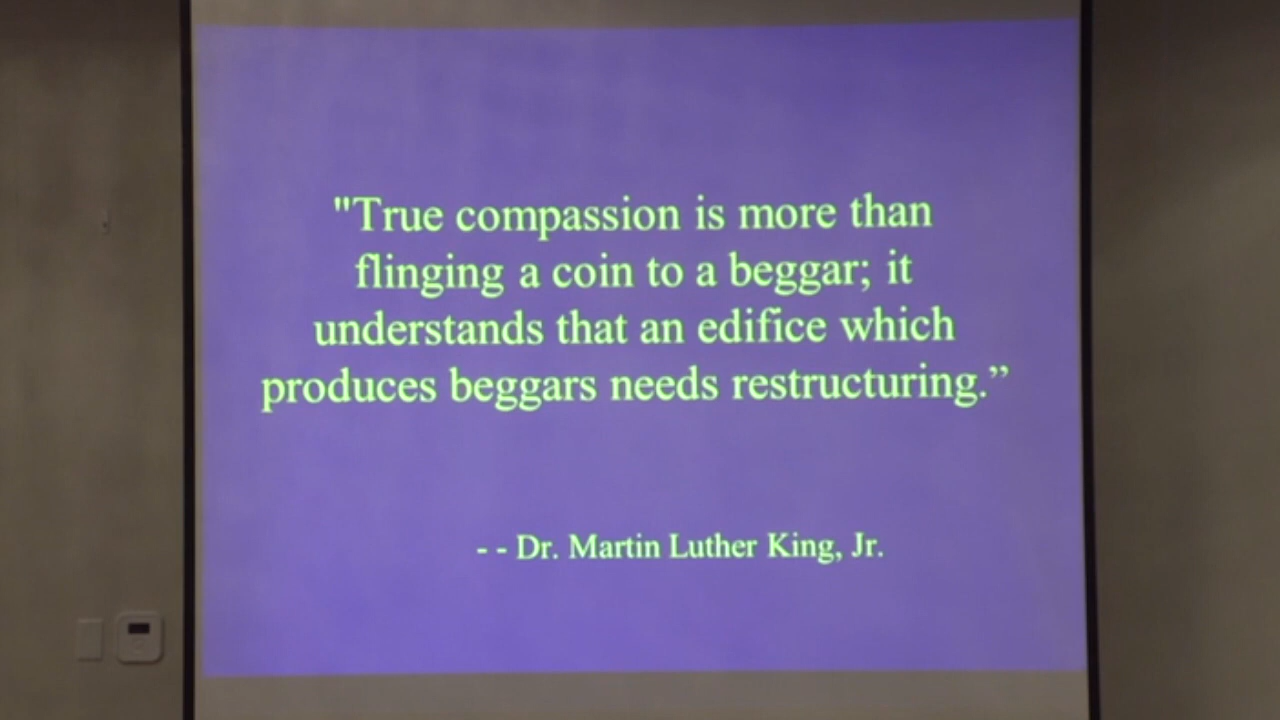 "True compassion is more than
flinging a coin to a beggar; it
understands that an edifice which
produces beggars needs restructuring.”
- - Dr. Martin Luther King, Jr.